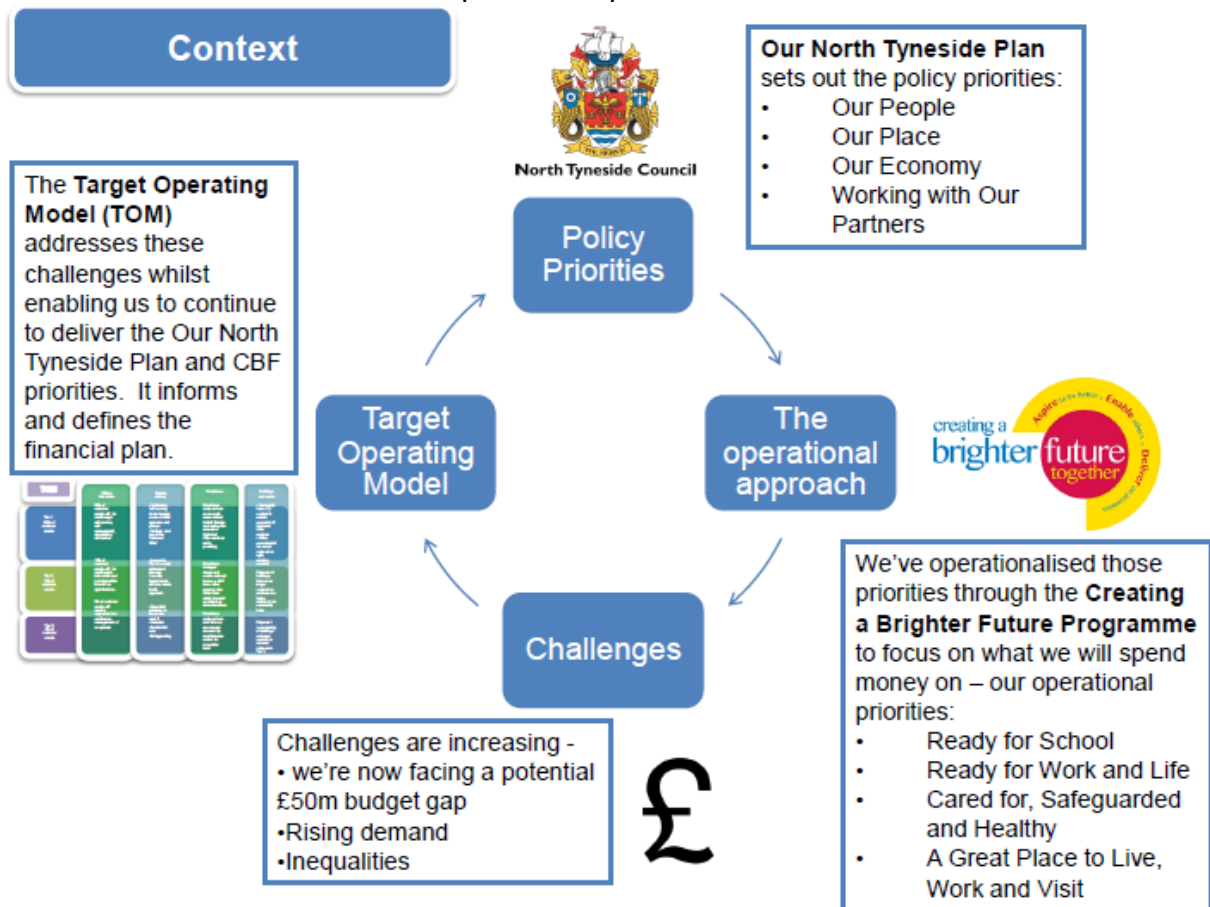 Context
North Tyneside Council
Our North Tyneside Plan
sets out the policy priorities:
• Our People
• Our Place
• Our Economy
• Working with Our
Partners
The Target Operating
Model (TOM)
addresses these
challenges whilst
enabling us to continue
to deliver the Our North
Tyneside Plan and CBF
priorities. It informs
and defines the
financial plan.
Policy
Priorities
Target
Operating
Model
The
operational
approach
creating a
brighter future
together
Aspire to be better - Enable others - Deliver
Challenges
We've operationalised those
priorities through the Creating
a Brighter Future Programme
to focus on what we will spend
money on – our operational
priorities:
• Ready for School
• Ready for Work and Life
• Cared for, Safeguarded
and Healthy
• A Great Place to Live,
Work and Visit
Challenges are increasing -
• we're now facing a potential
£50m budget gap
•Rising demand
•Inequalities
£